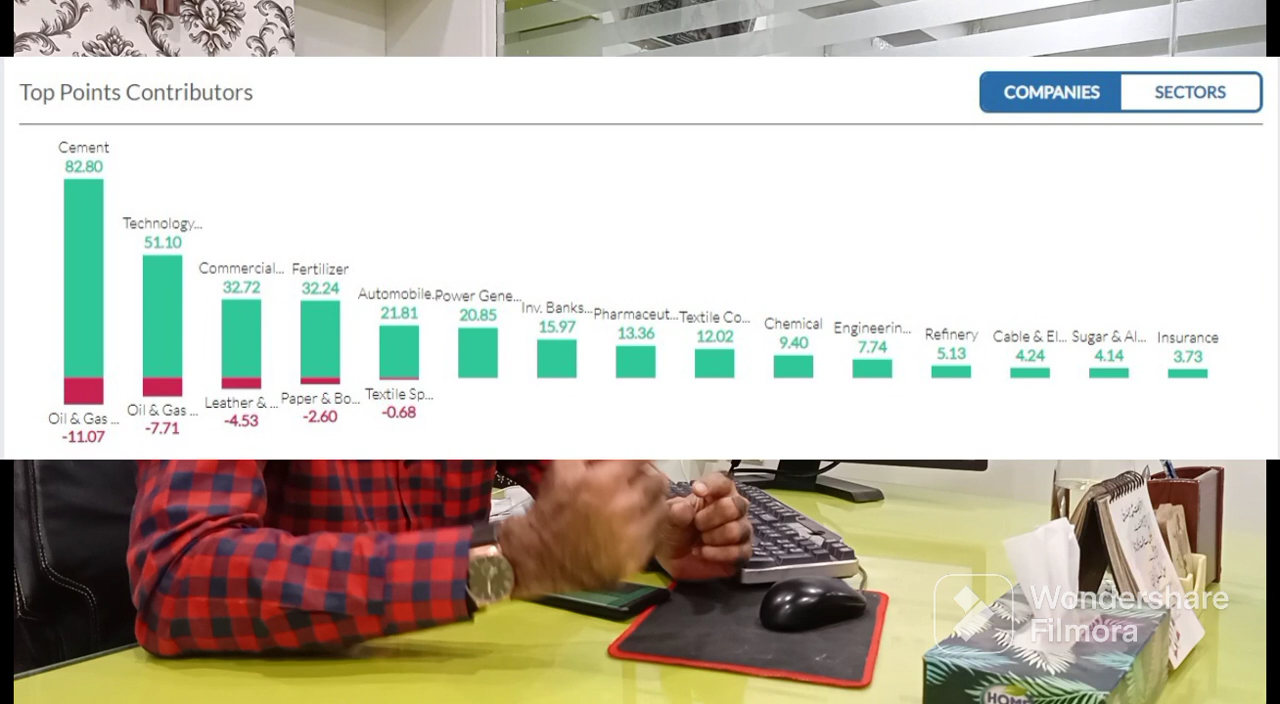 Top Points Contributors
COMPANIES
SECTORS
Cement
82.80
Technology...
51.10
Commercial...
32.72
Fertilizer
32.24
Automobile...
21.81
Power Gene...
20.85
Inv. Banks...
15.97
Pharmaceut...
13.36
Textile Co...
12.02
Chemical
9.40
Engineerin...
7.74
Refinery
5.13
Cable & El...
4.24
Sugar & Al...
4.14
Insurance
3.73
Oil & Gas ...
-11.07
Oil & Gas ...
-7.71
Leather & ...
-4.53
Paper & Bo...
-2.60
Textile Sp...
-0.68
Wondershare
Filmora